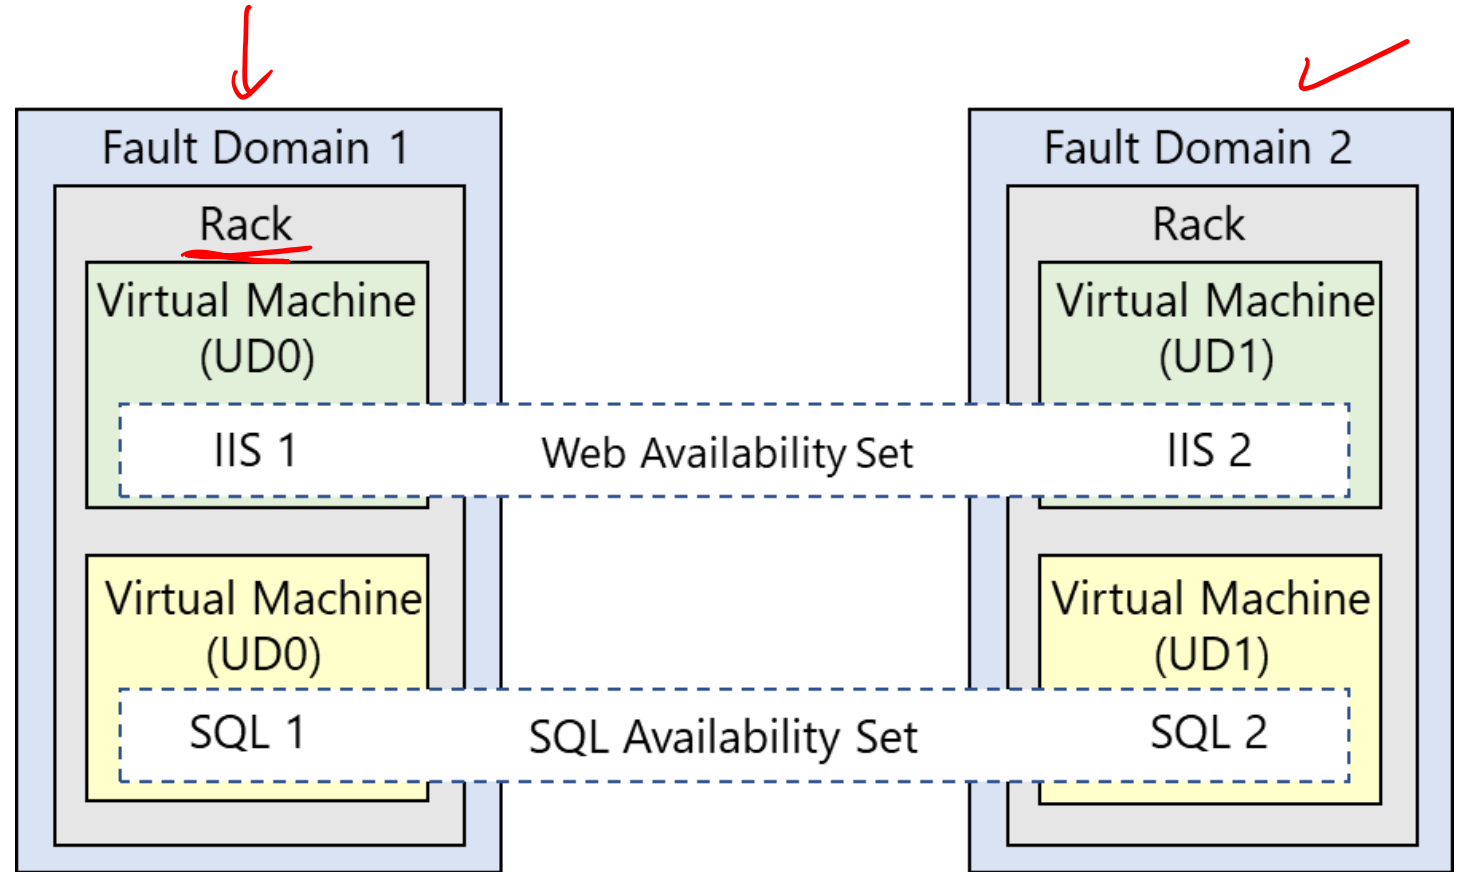 Fault Domain 1
Rack
Virtual Machine
(UD0)
IIS 1
Virtual Machine
(UD0)
SQL 1
Web Availability Set
SQL Availability Set
Fault Domain 2
Rack
Virtual Machine
(UD1)
IIS 2
Virtual Machine
(UD1)
SQL 2